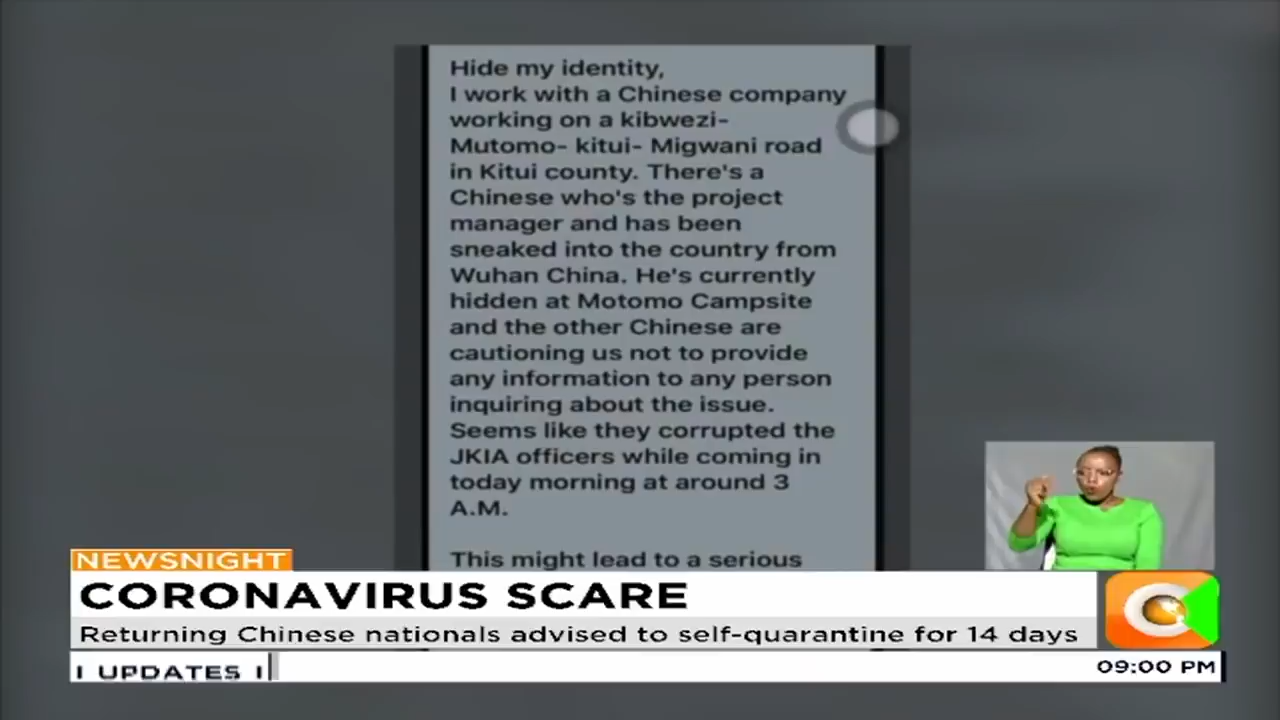 Hide my identity,
I work with a Chinese company
working on a kibwezi-
Mutomo- kitui- Migwani road
in Kitui county. There's a
Chinese who's the project
manager and has been
sneaked into the country from
Wuhan China. He's currently
hidden at Motomo Campsite
and the other Chinese are
cautioning us not to provide
any information to any person
inquiring about the issue.
Seems like they corrupted the
JKIA officers while coming in
today morning at around 3
A.M.
This might lead to a serious
NEWSNIGHT
CORONAVIRUS SCARE
Returning Chinese nationals advised to self-quarantine for 14 days
I UPDATES I
09:00 PM